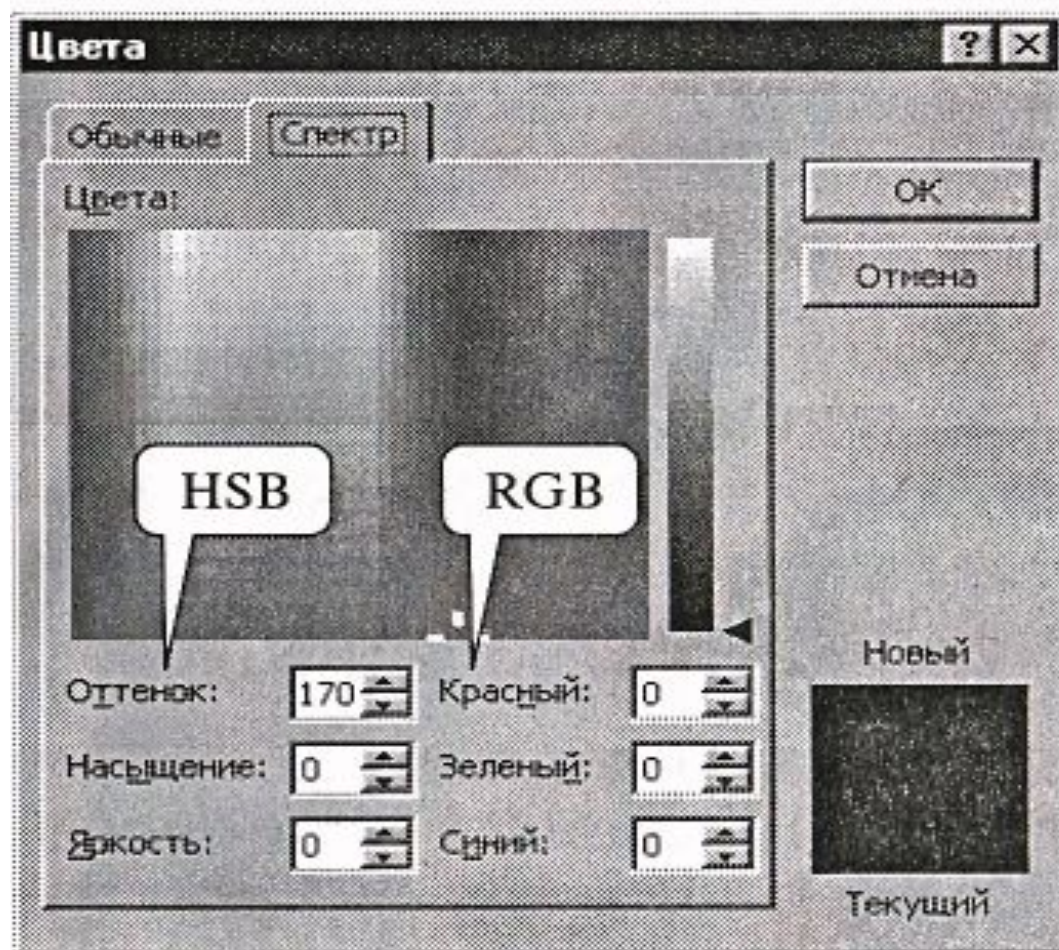 Цвета
Обычные Спектр
Цвета:
ОК
Отмена
HSB RGB
Оттенок: 170 Красный: 0
Насыщение: 0 Зеленый: 0
Яркость: 0 Синий: 0
Новый
Текущий